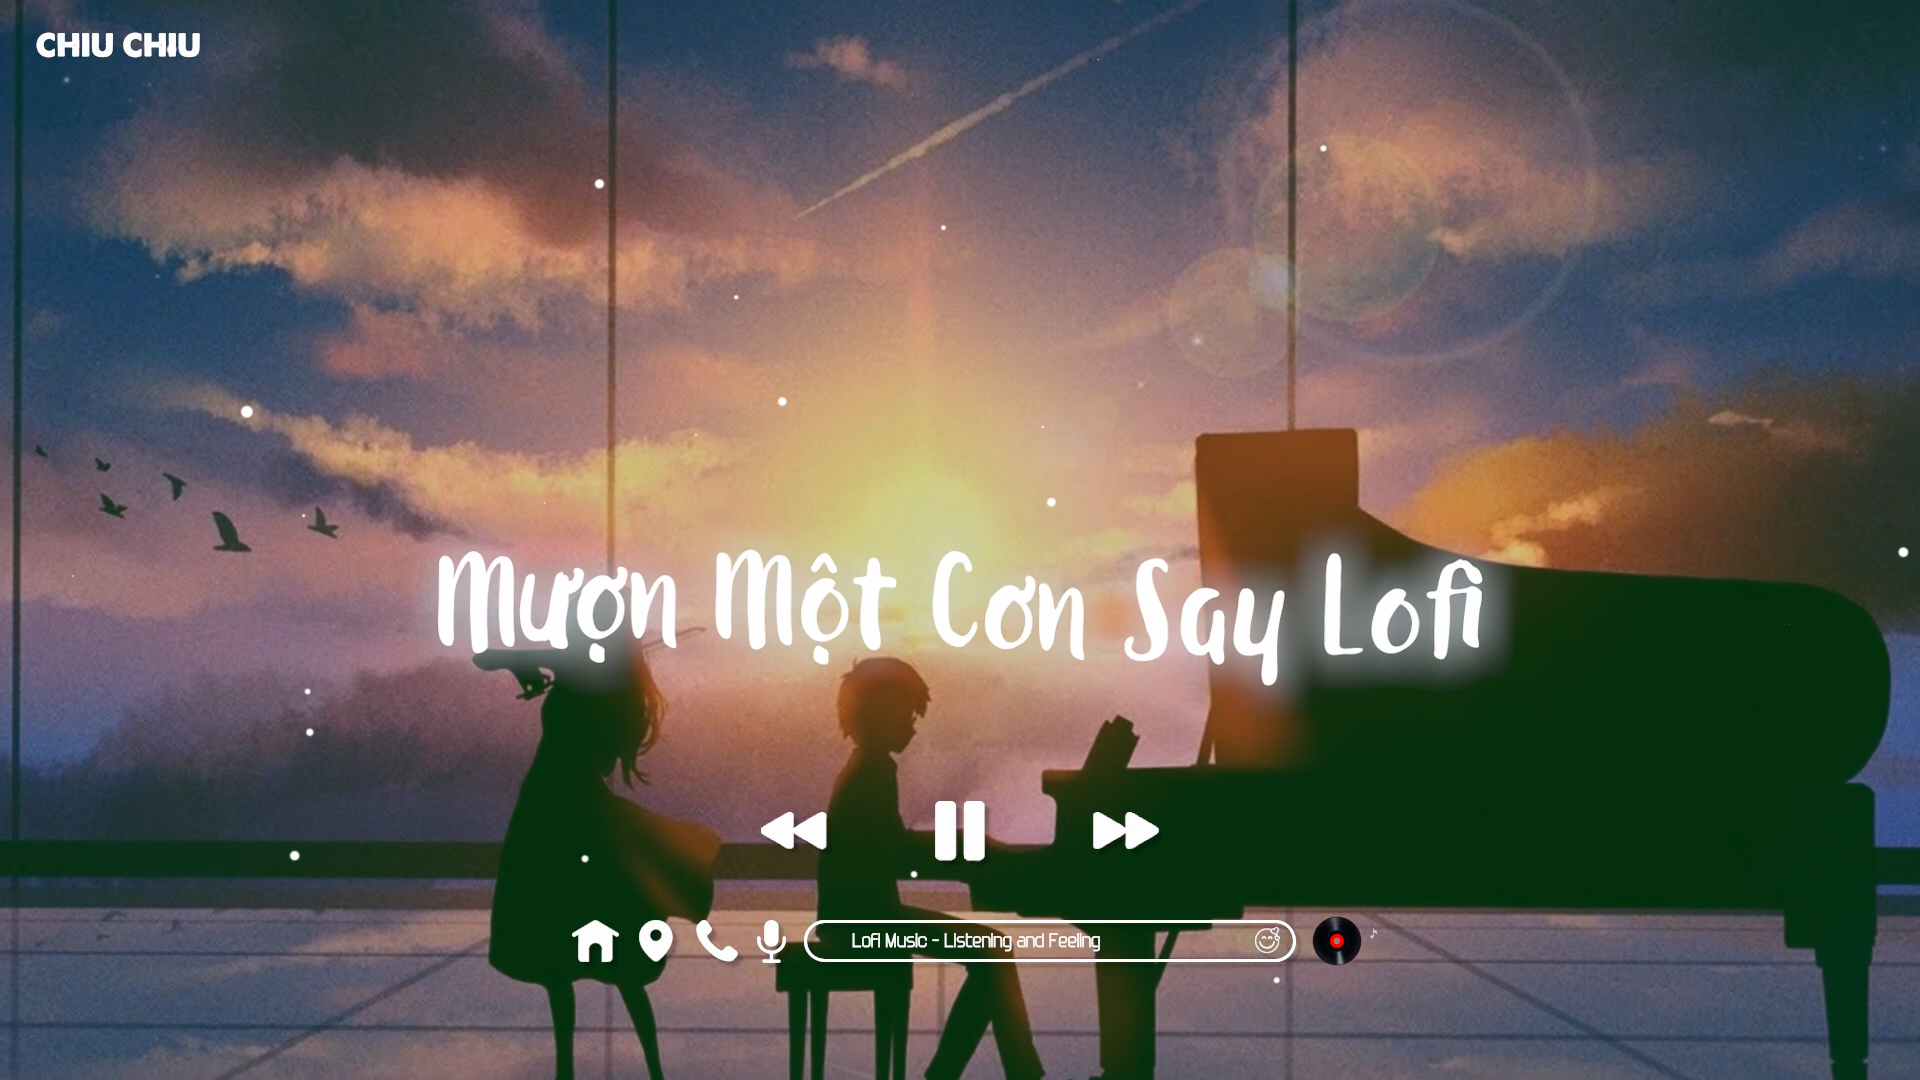 CHIU CHIU
Mượn Một Cơn Say Lofi
Lofi Music - Listening and Feeling